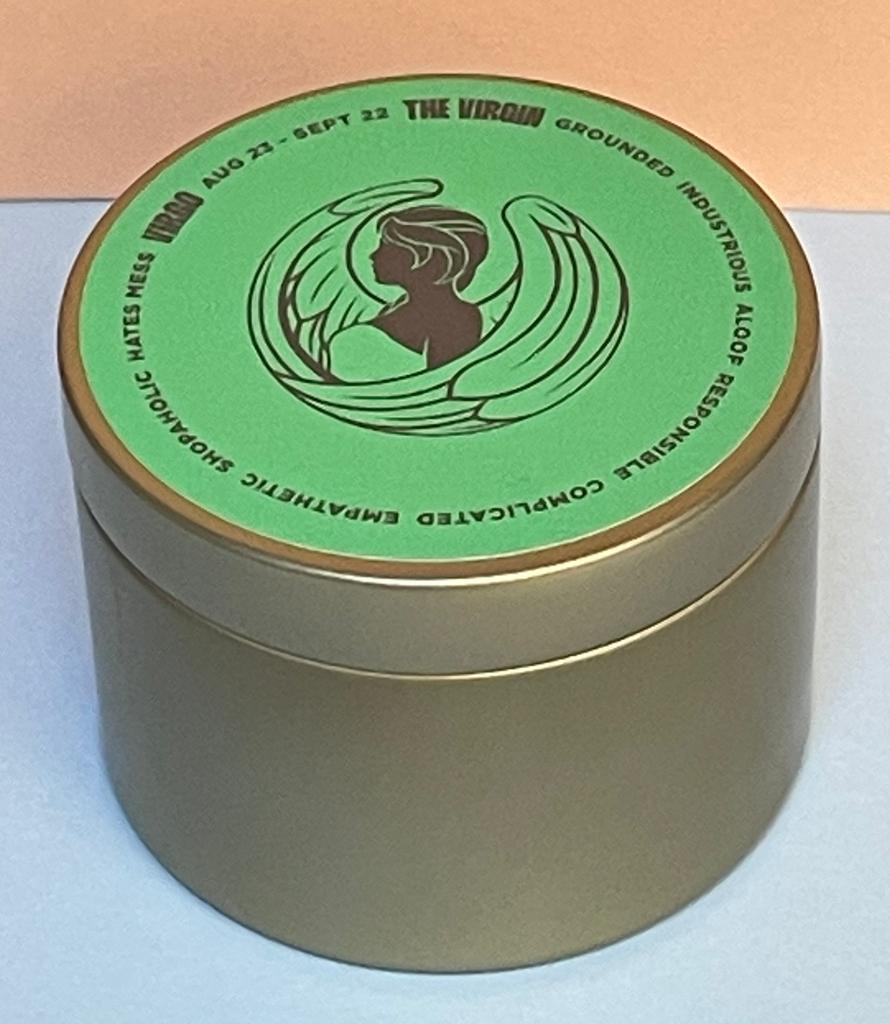 VIRGO AUG 23 - SEPT 22 THE VIRGIN GROUNDED INDUSTRIOUS ALOOF RESPONSIBLE COMPLICATED EMPATHETIC SHOPAHOLIC HATES MESS